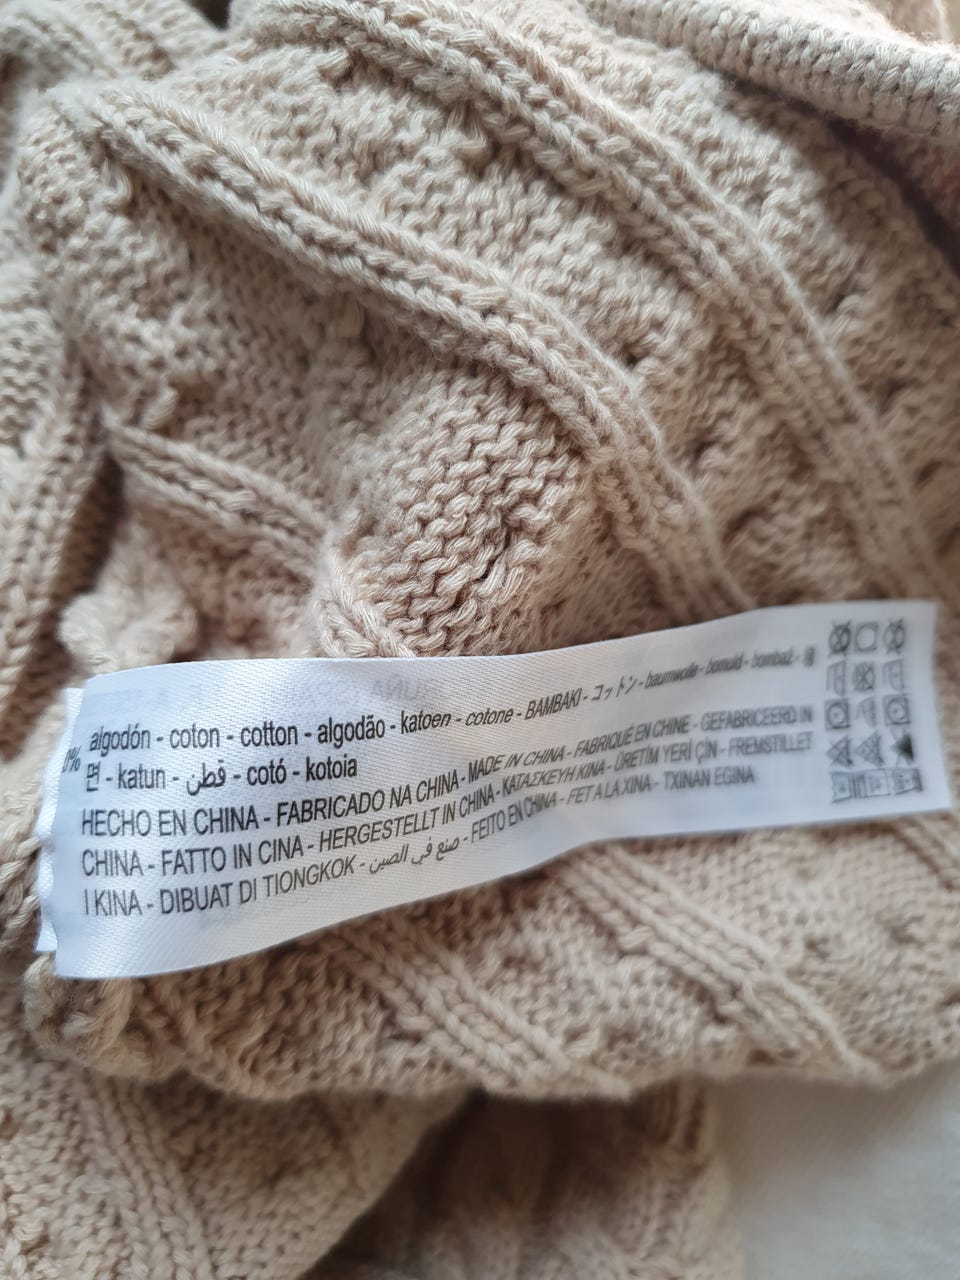 % algodón - coton - cotton - algodão - katoen - cotone - BAMBAKI - コットン - baumwolle - bomuld - bombaž - 棉
면 - katun - قطن - cotó - kotoia
HECHO EN CHINA - FABRICADO NA CHINA - MADE IN CHINA - FABRIQUÉ EN CHINE - GEFABRICEERD IN
CHINA - FATTO IN CINA - HERGESTELLT IN CHINA - ΚΑΤΑΣΚΕΥΗ ΚΙΝΑ - ÜRETİM YERİ ÇİN - FREMSTILLET
I KINA - DIBUAT DI TIONGKOK - صنع في الصين - FEITO EN CHINA - FET A LA XINA - TXINAN EGINA